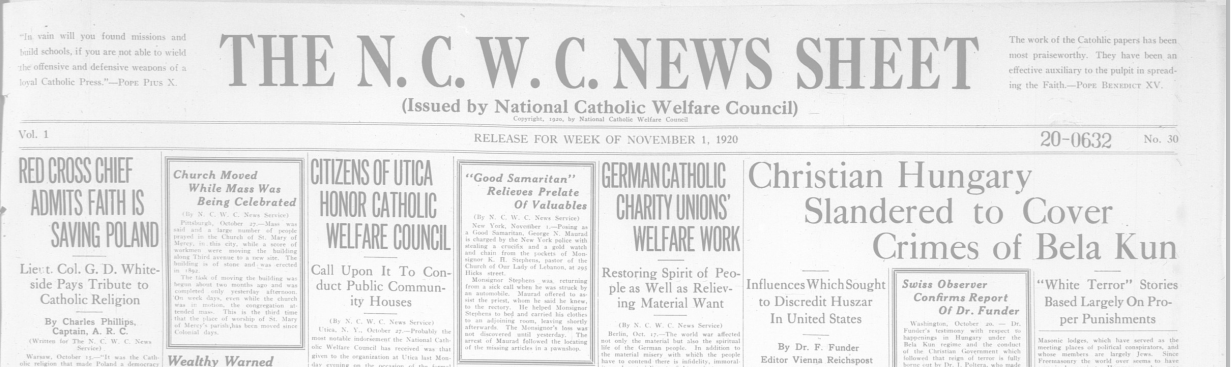 "In vain will you found missions and
build schools, if you are not able to wield
the offensive and defensive weapons of a
loyal Catholic Press."—POPE PIUS X.
THE N. C. W. C. NEWS SHEET
(Issued by National Catholic Welfare Council)
Copyright, 1920, by National Catholic Welfare Council
The work of the Catohlic papers has been
most praiseworthy. They have been an
effective auxiliary to the pulpit in spread-
ing the Faith.—POPE BENEDICT XV.
Vol. 1
RELEASE FOR WEEK OF NOVEMBER 1, 1920
20-0632
No. 30
RED CROSS CHIEF
ADMITS FAITH IS
SAVING POLAND
Lieut. Col. G. D. White-
side Pays Tribute to
Catholic Religion
By Charles Phillips,
Captain, A. R. C.
(Written for The N. C. W. C. News
Service)
Warsaw, October 15.—"It was the Cath-
olic religion that made Poland a democracy
Church Moved
While Mass Was
Being Celebrated
(By N. C. W. C. News Service)
Pittsburgh, October 27.—Mass was
said and a large number of people
prayed in the Church of St. Mary of
Mercy, in this city, while a score of
workmen were moving the building
along Third avenue to a new site. The
building is of stone and was erected
in 1892.
The task of moving the building was
begun about two months ago and was
completed only yesterday afternoon.
On week days, even while the church
was in motion, the congregation at-
tended mass. This is the third time
that the place of worship of St. Mary
of Mercy's parish has been moved since
Colonial days.
Wealthy Warned
CITIZENS OF UTICA
HONOR CATHOLIC
WELFARE COUNCIL
Call Upon It To Con-
duct Public Commun-
ity Houses
(By N. C. W. C. News Service)
Utica, N. Y., October 27.—Probably the
most notable indorsement the National Cath-
olic Welfare Council has received was that
given to the organization at Utica last Mon-
day evening on the occasion of the
"Good Samaritan"
Relieves Prelate
Of Valuables
(By N. C. W. C. News Service)
New York, November 1.—Posing as
a Good Samaritan, George N. Maurad
is charged by the New York police with
stealing a crucifix and a gold watch
and chain from the pockets of Mon-
signor K. H. Stephens, pastor of the
Church of Our Lady of Lebanon, at 295
Hicks street.
Monsignor Stephens was returning
from a sick call when he was struck by
an automobile. Maurad offered to as-
sist the priest, whom he said he knew,
to the rectory. He helped Monsignor
Stephens to bed and carried his clothes
to an adjoining room, leaving shortly
afterwards. The Monsignor's loss was
not discovered until yesterday. The
arrest of Maurad followed the locating
of the missing articles in a pawnshop.
GERMAN CATHOLIC
CHARITY UNIONS'
WELFARE WORK
Restoring Spirit of Peo-
ple as Well as Reliev-
ing Material Want
(By N. C. W. C. News Service)
Berlin, Oct. 17.—The world war affected
not only the material but also the spiritual
life of the German people. In addition to
the material misery with which the people
have to contend there is infidelity, immoral-
Christian Hungary
Slandered to Cover
Crimes of Bela Kun
Influences Which Sought
to Discredit Huszar
In United States
By Dr. F. Funder
Editor Vienna Reichspost
Swiss Observer
Confirms Report
Of Dr. Funder
Washington, October 20. — Dr.
Funder's testimony with respect to
happenings in Hungary under the
Bela Kun regime and the conduct
of the Christian Government which
followed that reign of terror is fully
borne out by Dr. J. who made
"White Terror" Stories
Based Largely On Pro-
per Punishments
Masonic lodges, which have served as the
meeting places of political conspirators, and
whose members are largely Jews. Since
Freemasonry the world over seems to have